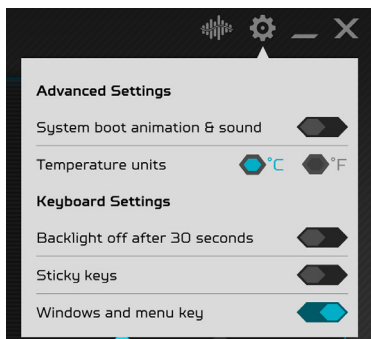 Advanced Settings
System boot animation & sound
Temperature units °C °F
Keyboard Settings
Backlight off after 30 seconds
Sticky keys
Windows and menu key